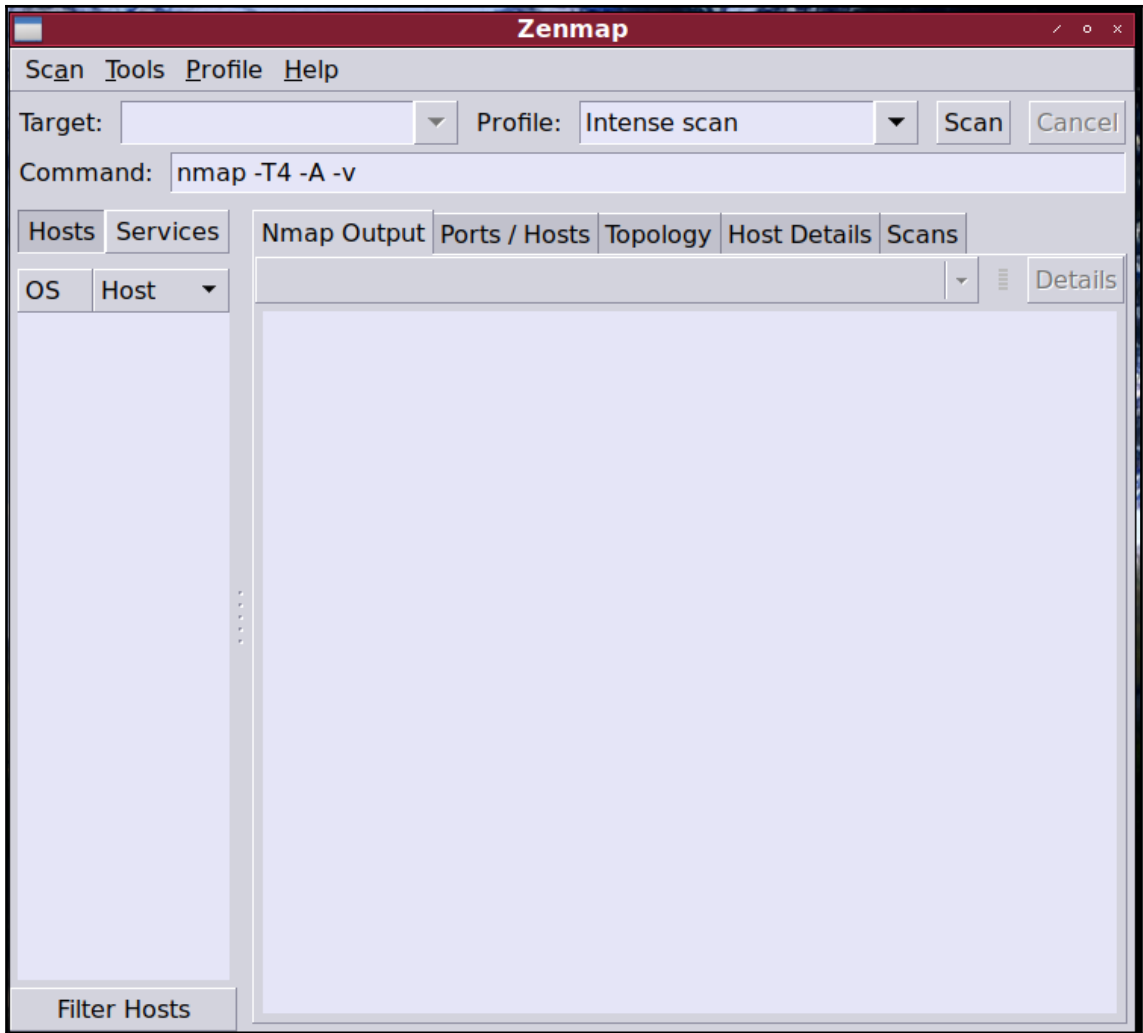 Zenmap
Scan Tools Profile Help
Target: Profile: Intense scan Scan Cancel
Command: nmap -T4 -A -v
Hosts Services
Nmap Output Ports / Hosts Topology Host Details Scans
OS Host
Details
Filter Hosts